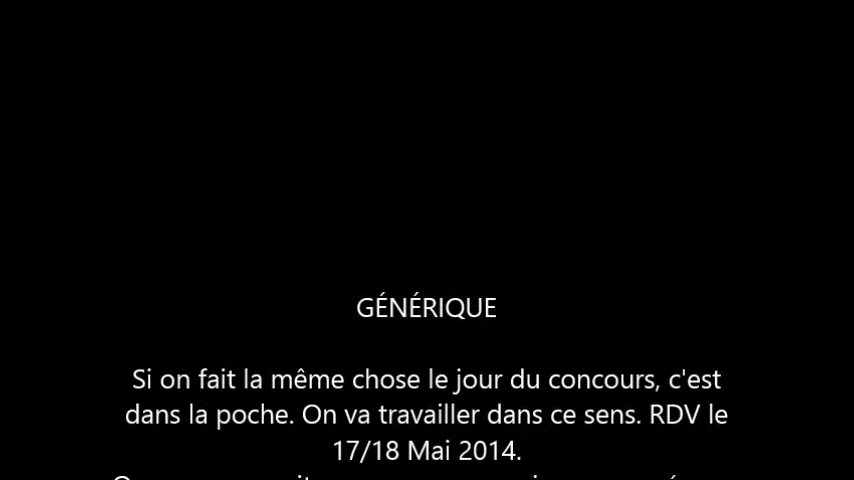 GÉNÉRIQUE
Si on fait la même chose le jour du concours, c'est
dans la poche. On va travailler dans ce sens. RDV le
17/18 Mai 2014.